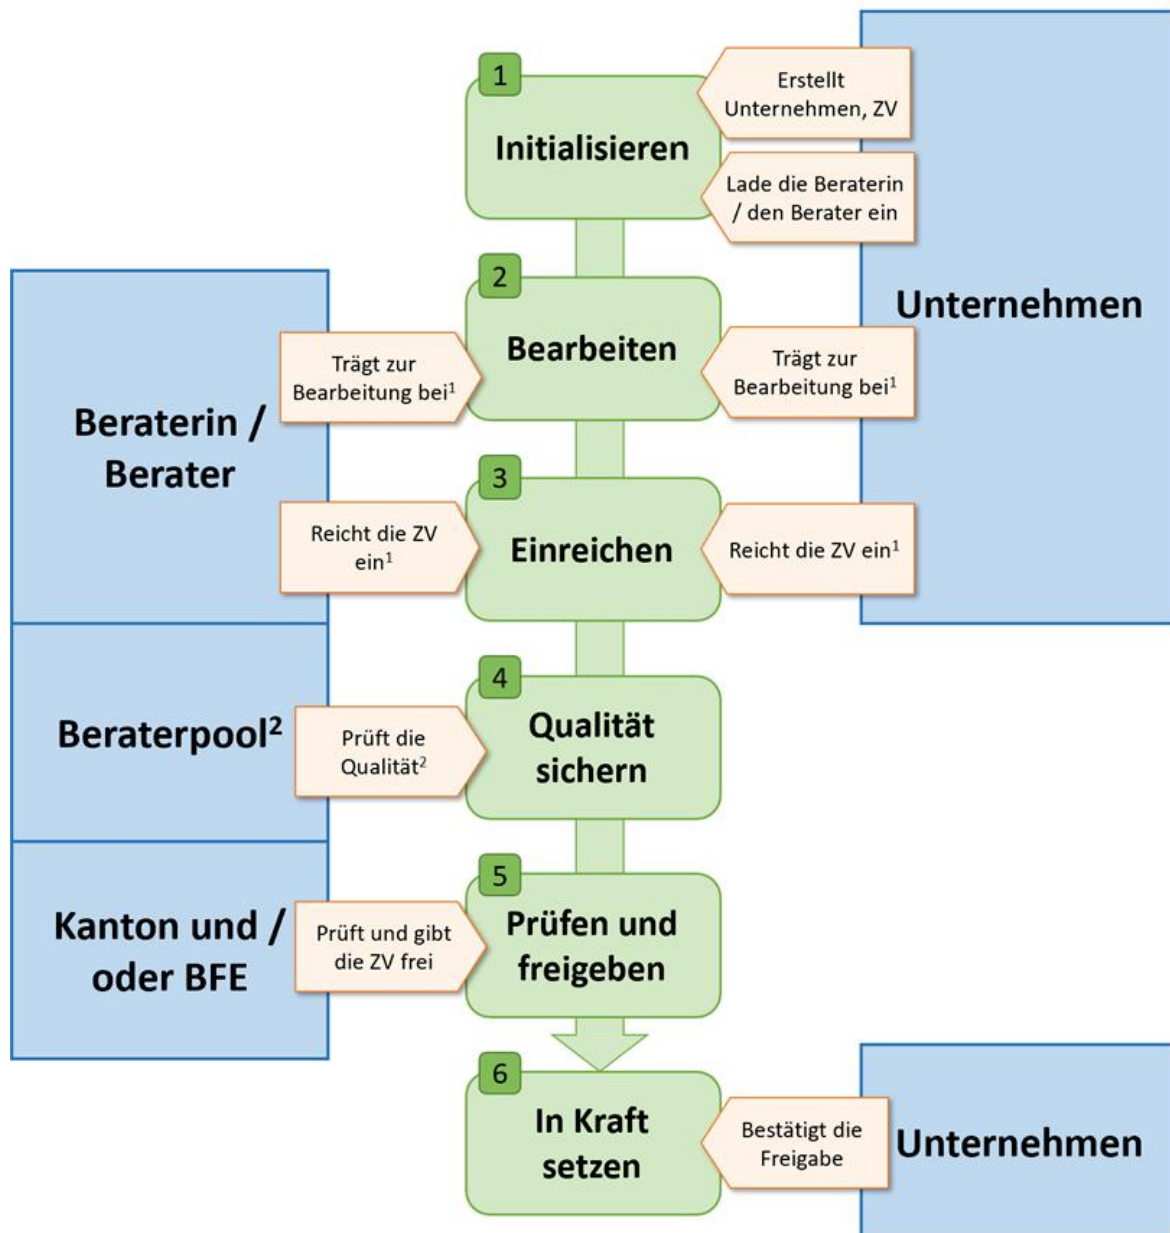 1
Initialisieren
Erstellt
Unternehmen, ZV
Lade die Beraterin
/ den Berater ein
Unternehmen
2
Bearbeiten
Trägt zur
Bearbeitung bei¹
Trägt zur
Bearbeitung bei¹
Beraterin /
Berater
3
Einreichen
Reicht die ZV
ein¹
Reicht die ZV ein¹
4
Qualität
sichern
Beraterpool²
Prüft die
Qualität²
5
Prüfen und
freigeben
Kanton und /
oder BFE
Prüft und gibt
die ZV frei
6
In Kraft
setzen
Bestätigt die
Freigabe
Unternehmen